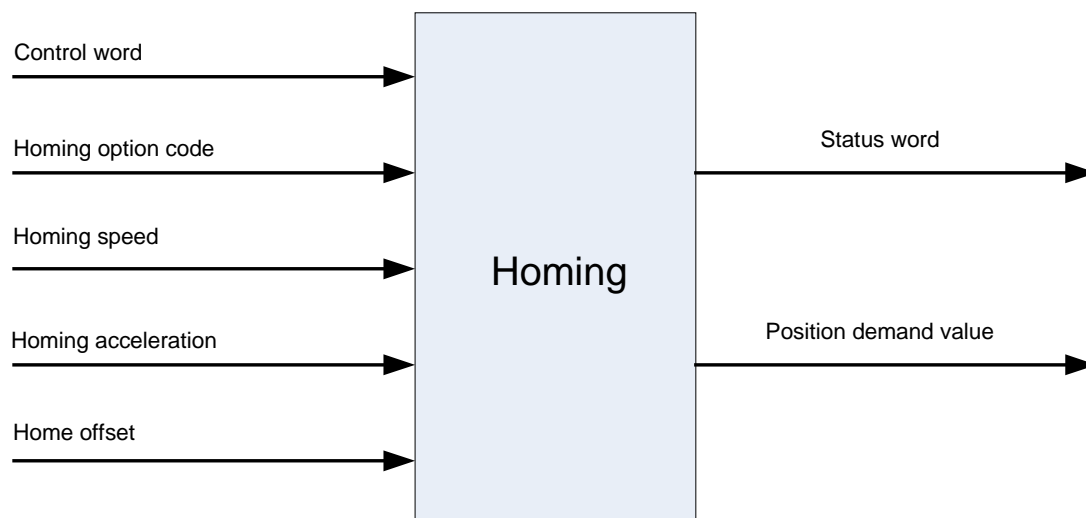 Control word
Homing option code
Homing speed
Homing acceleration
Home offset
Homing
Status word
Position demand value